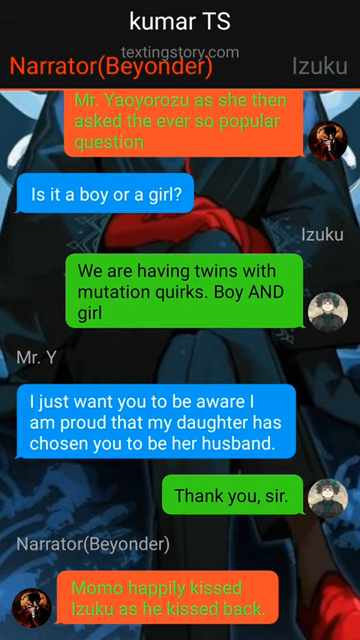 kumar TS
textingstory.com
Narrator(Beyonder)
Izuku
Mr. Yaoyorozu as she then
asked the ever so popular
question
Is it a boy or a girl?
Izuku
We are having twins with
mutation quirks. Boy AND
girl
Mr. Y
I just want you to be aware I
am proud that my daughter has
chosen you to be her husband.
Thank you, sir.
Narrator(Beyonder)
Momo happily kissed
Izuku as he kissed back.